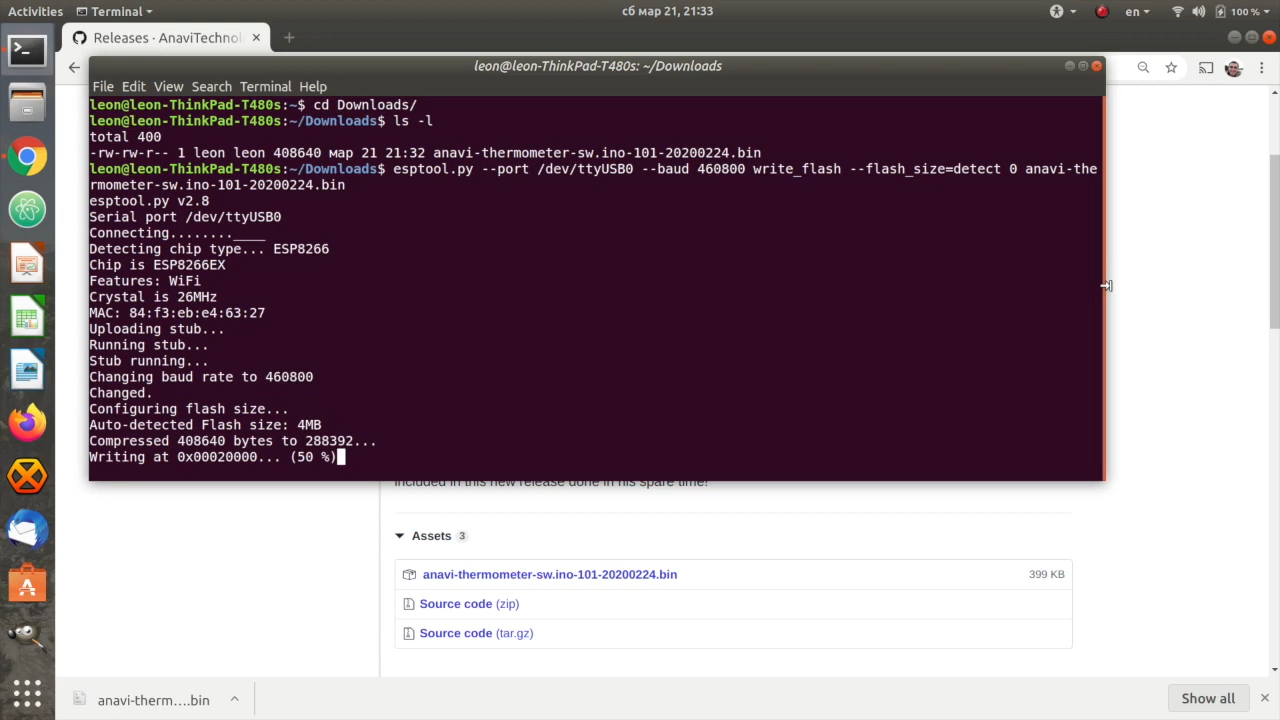 Activities
Terminal
сб мар 21, 21:33
en
100 %
Releases · AnaviTechnol
leon@leon-ThinkPad-T480s: ~/Downloads
File Edit View Search Terminal Help
leon@leon-ThinkPad-T480s:~$ cd Downloads/
leon@leon-ThinkPad-T480s:~/Downloads$ ls -l
total 400
-rw-rw-r-- 1 leon leon 408640 мар 21 21:32 anavi-thermometer-sw.ino-101-20200224.bin
leon@leon-ThinkPad-T480s:~/Downloads$ esptool.py --port /dev/ttyUSB0 --baud 460800 write_flash --flash_size=detect 0 anavi-the
rmometer-sw.ino-101-20200224.bin
esptool.py v2.8
Serial port /dev/ttyUSB0
Connecting........____
Detecting chip type... ESP8266
Chip is ESP8266EX
Features: WiFi
Crystal is 26MHz
MAC: 84:f3:eb:e4:63:27
Uploading stub...
Running stub...
Stub running...
Changing baud rate to 460800
Changed.
Configuring flash size...
Auto-detected Flash size: 4MB
Compressed 408640 bytes to 288392...
Writing at 0x00020000... (50 %)
included in this new release done in his spare time!
Assets 3
anavi-thermometer-sw.ino-101-20200224.bin 399 KB
Source code (zip)
Source code (tar.gz)
anavi-therm....bin
Show all